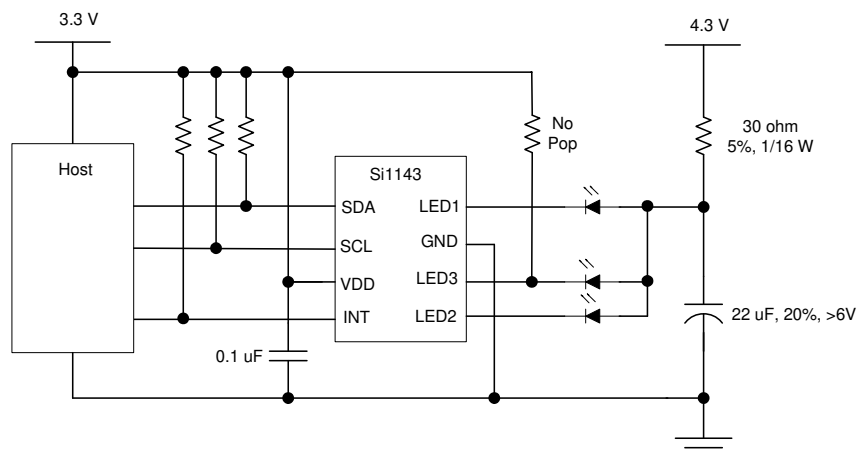 3.3 V
4.3 V
No
Pop
30 ohm
5%, 1/16 W
Host
Si1143
SDA
LED1
SCL
GND
VDD
LED3
INT
LED2
0.1 uF
22 uF, 20%, >6V